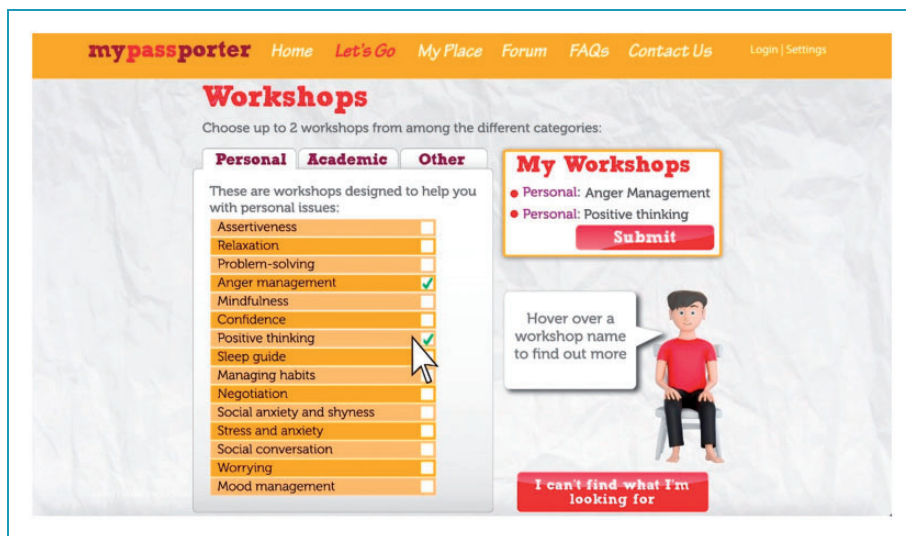 mypassporter Home Let's Go My Place Forum FAQs Contact Us Login | Settings
Workshops
Choose up to 2 workshops from among the different categories:
Personal Academic Other
These are workshops designed to help you
with personal issues:
Assertiveness
Relaxation
Problem-solving
Anger management
Mindfulness
Confidence
Positive thinking
Sleep guide
Managing habits
Negotiation
Social anxiety and shyness
Stress and anxiety
Social conversation
Worrying
Mood management
My Workshops
Personal: Anger Management
Personal: Positive thinking
Submit
Hover over a
workshop name
to find out more
I can't find what I'm
looking for